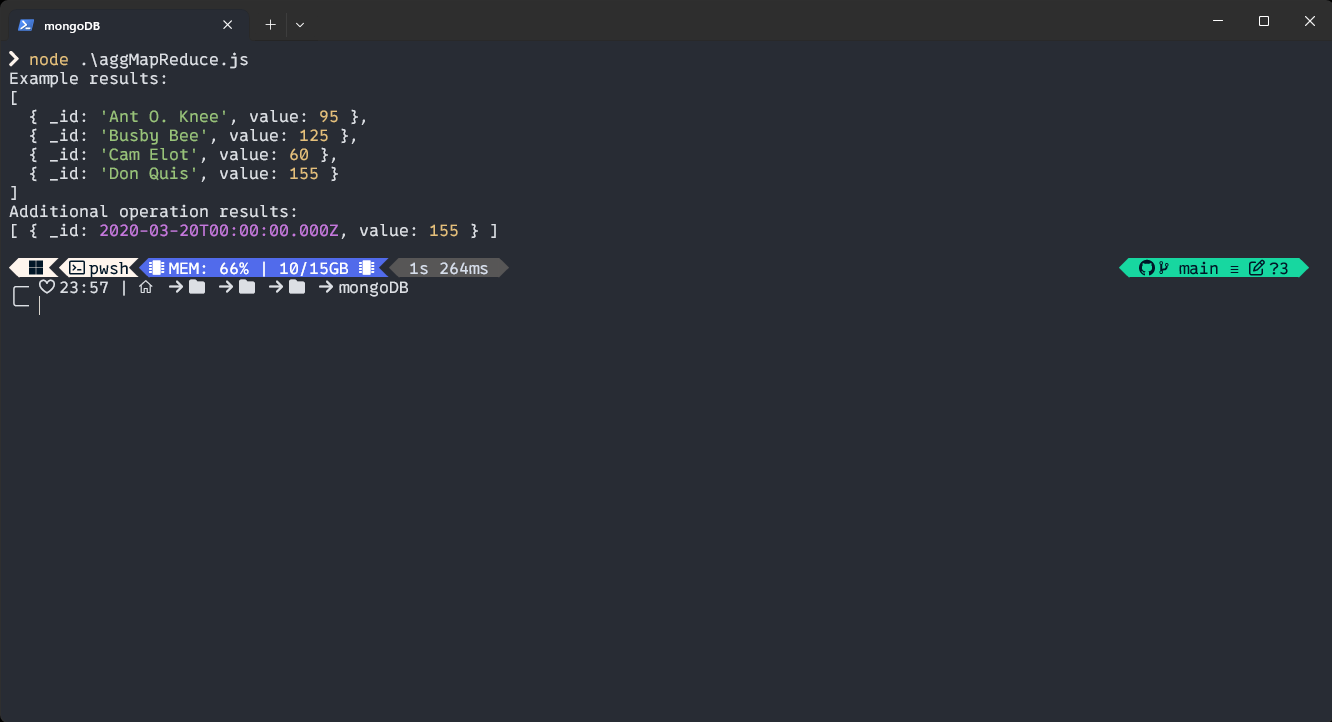 mongoDB
node .\aggMapReduce.js
Example results:
[
  { _id: 'Ant O. Knee', value: 95 },
  { _id: 'Busby Bee', value: 125 },
  { _id: 'Cam Elot', value: 60 },
  { _id: 'Don Quis', value: 155 }
]
Additional operation results:
[ { _id: 2020-03-20T00:00:00.000Z, value: 155 } ]
pwsh MEM: 66% | 10/15GB 1s 264ms main ≡ ?3
23:57 | → → → → mongoDB